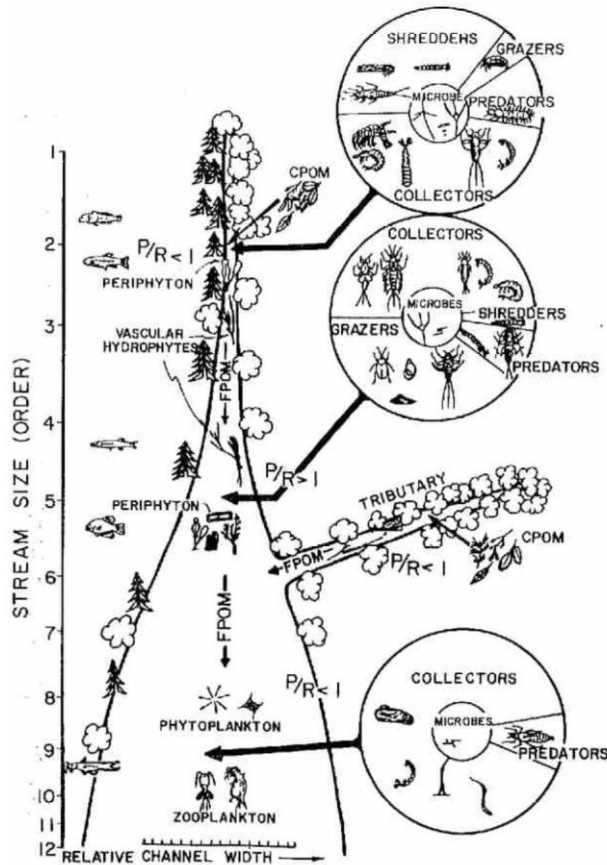 SHREDDERS
GRAZERS
MICROBE
PREDATORS
COLLECTORS
1
CPOM
2
P/R < 1
PERIPHYTON
COLLECTORS
3
VASCULAR
HYDROPHYTES
MICROBES
SHREDDERS
GRAZERS
PREDATORS
FPOM
4
STREAM SIZE (ORDER)
P/R > 1
5
PERIPHYTON
TRIBUTARY
CPOM
FPOM
P/R < 1
6
FPOM
7
P/R < 1
COLLECTORS
8
PHYTOPLANKTON
MICROBES
PREDATORS
9
10
ZOOPLANKTON
11
12
RELATIVE CHANNEL WIDTH